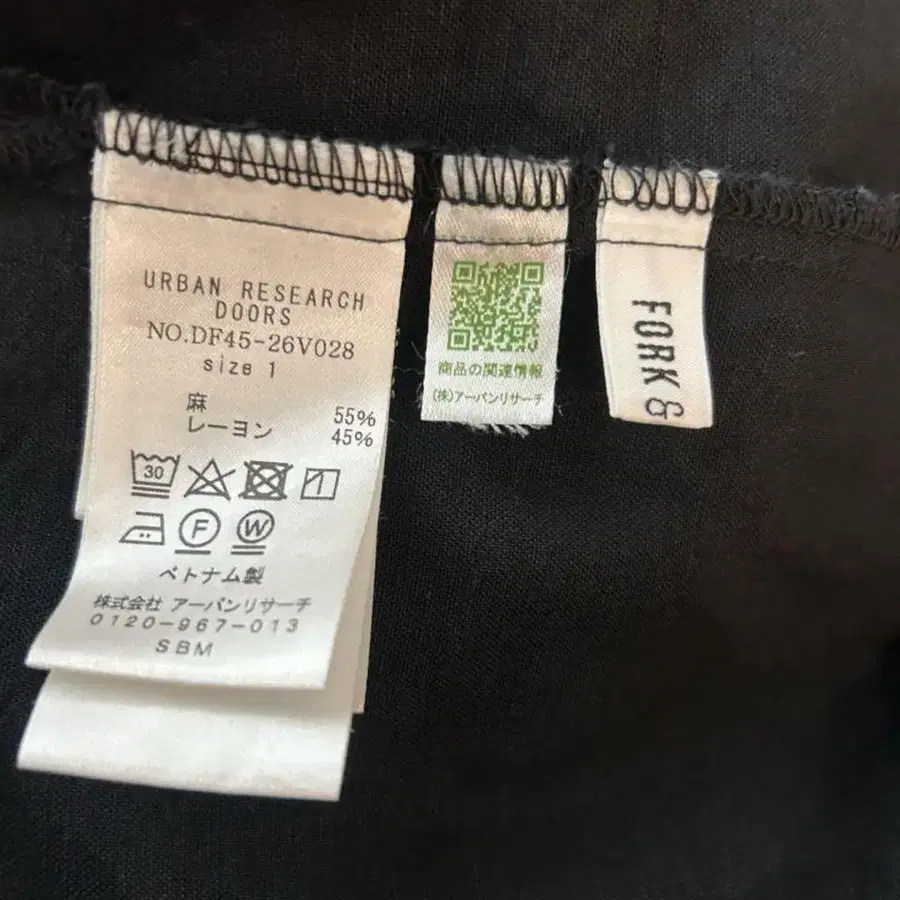 URBAN RESEARCH
DOORS
NO.DF45-26V028
size 1
麻 55%
レーヨン 45%
30
F W
ベトナム製
株式会社 アーバンリサーチ
0120-967-013
SBM
商品の関連情報
(株)アーバンリサーチ
FORK &